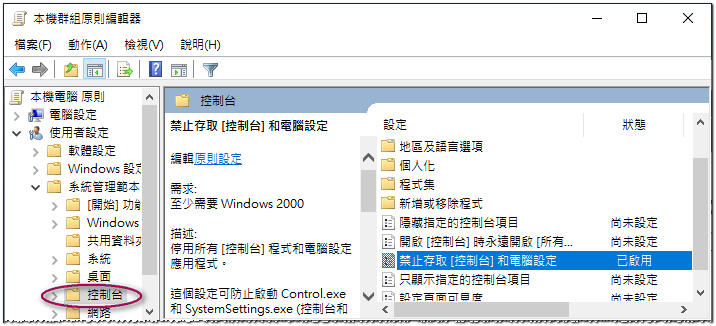 本機群組原則編輯器
檔案(F) 動作(A) 檢視(V) 說明(H)
本機電腦 原則
電腦設定
使用者設定
軟體設定
Windows 設定
系統管理範本
[開始] 功能
Windows
共用資料夾
系統
桌面
控制台
網路
控制台
禁止存取 [控制台] 和電腦設定
編輯原則設定
需求:
至少需要 Windows 2000
描述:
停用所有 [控制台] 程式和電腦設定
應用程式。
這個設定可防止啟動 Control.exe
和 SystemSettings.exe (控制台和
設定 狀態
地區及語言選項
個人化
程式集
新增或移除程式
隱藏指定的控制台項目 尚未設定
開啟 [控制台] 時永遠開啟 [所有... 尚未設定
禁止存取 [控制台] 和電腦設定 已啟用
只顯示指定的控制台項目 尚未設定
設定頁面可見度 尚未設定